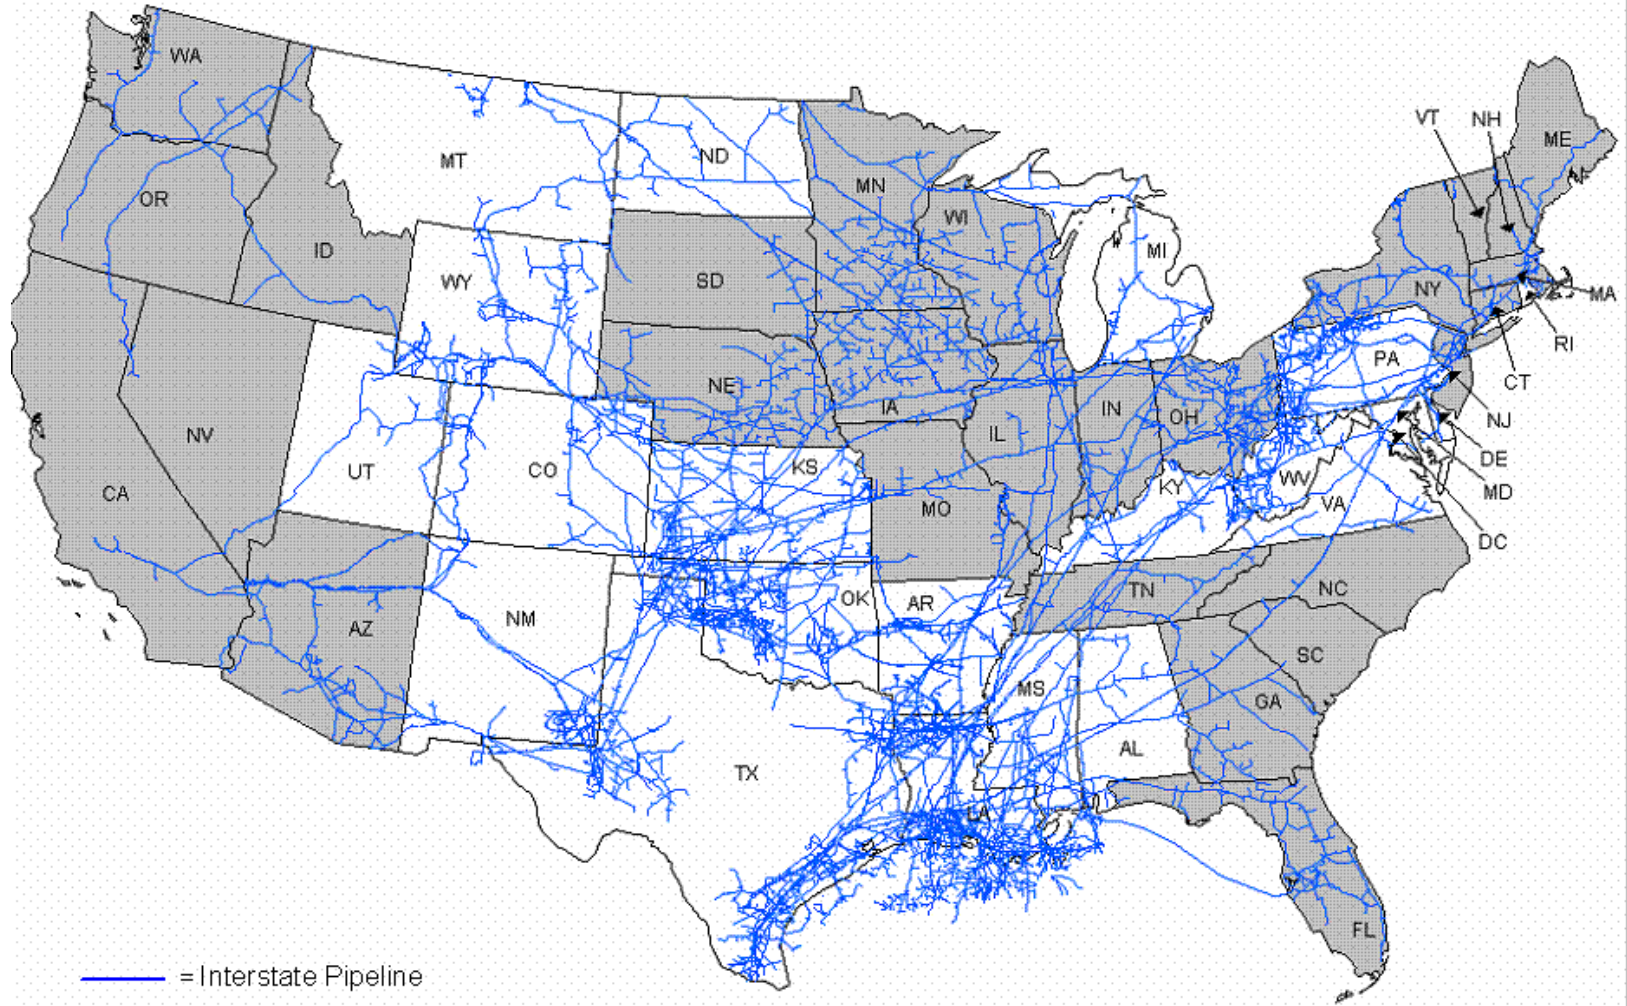 WA
VT
NH
ME
MT
ND
OR
MN
WI
ID
MI
WY
SD
NY
MA
RI
PA
NE
CT
IA
IN
OH
NJ
NV
IL
DE
UT
CO
KS
KY
WV
MD
CA
VA
MO
DC
TN
NC
OK
AR
NM
AZ
SC
MS
GA
AL
TX
LA
FL
= Interstate Pipeline